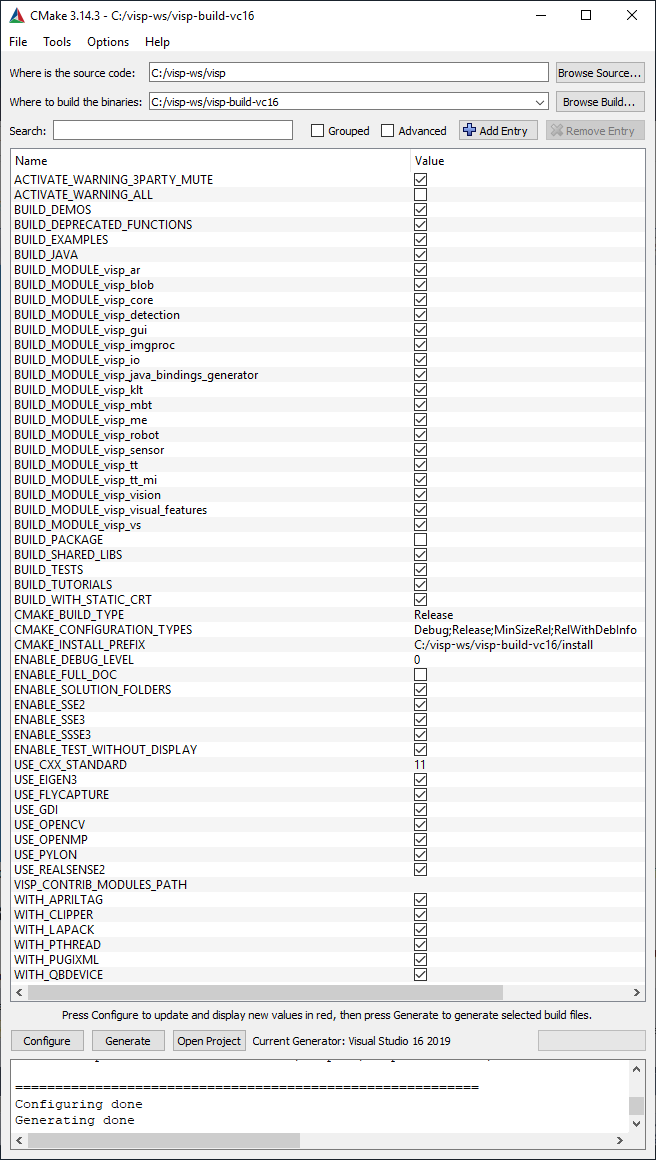 CMake 3.14.3 - C:/visp-ws/visp-build-vc16
File Tools Options Help
Where is the source code: C:/visp-ws/visp Browse Source...
Where to build the binaries: C:/visp-ws/visp-build-vc16 Browse Build...
Search: Grouped Advanced Add Entry Remove Entry
Name Value
ACTIVATE_WARNING_3PARTY_MUTE
ACTIVATE_WARNING_ALL
BUILD_DEMOS
BUILD_DEPRECATED_FUNCTIONS
BUILD_EXAMPLES
BUILD_JAVA
BUILD_MODULE_visp_ar
BUILD_MODULE_visp_blob
BUILD_MODULE_visp_core
BUILD_MODULE_visp_detection
BUILD_MODULE_visp_gui
BUILD_MODULE_visp_imgproc
BUILD_MODULE_visp_io
BUILD_MODULE_visp_java_bindings_generator
BUILD_MODULE_visp_klt
BUILD_MODULE_visp_mbt
BUILD_MODULE_visp_me
BUILD_MODULE_visp_robot
BUILD_MODULE_visp_sensor
BUILD_MODULE_visp_tt
BUILD_MODULE_visp_tt_mi
BUILD_MODULE_visp_vision
BUILD_MODULE_visp_visual_features
BUILD_MODULE_visp_vs
BUILD_PACKAGE
BUILD_SHARED_LIBS
BUILD_TESTS
BUILD_TUTORIALS
BUILD_WITH_STATIC_CRT
CMAKE_BUILD_TYPE Release
CMAKE_CONFIGURATION_TYPES Debug;Release;MinSizeRel;RelWithDebInfo
CMAKE_INSTALL_PREFIX C:/visp-ws/visp-build-vc16/install
ENABLE_DEBUG_LEVEL 0
ENABLE_FULL_DOC
ENABLE_SOLUTION_FOLDERS
ENABLE_SSE2
ENABLE_SSE3
ENABLE_SSSE3
ENABLE_TEST_WITHOUT_DISPLAY
USE_CXX_STANDARD 11
USE_EIGEN3
USE_FLYCAPTURE
USE_GDI
USE_OPENCV
USE_OPENMP
USE_PYLON
USE_REALSENSE2
VISP_CONTRIB_MODULES_PATH
WITH_APRILTAG
WITH_CLIPPER
WITH_LAPACK
WITH_PTHREAD
WITH_PUGIXML
WITH_QBDEVICE
Press Configure to update and display new values in red, then press Generate to generate selected build files.
Configure Generate Open Project Current Generator: Visual Studio 16 2019
==========================================================
Configuring done
Generating done